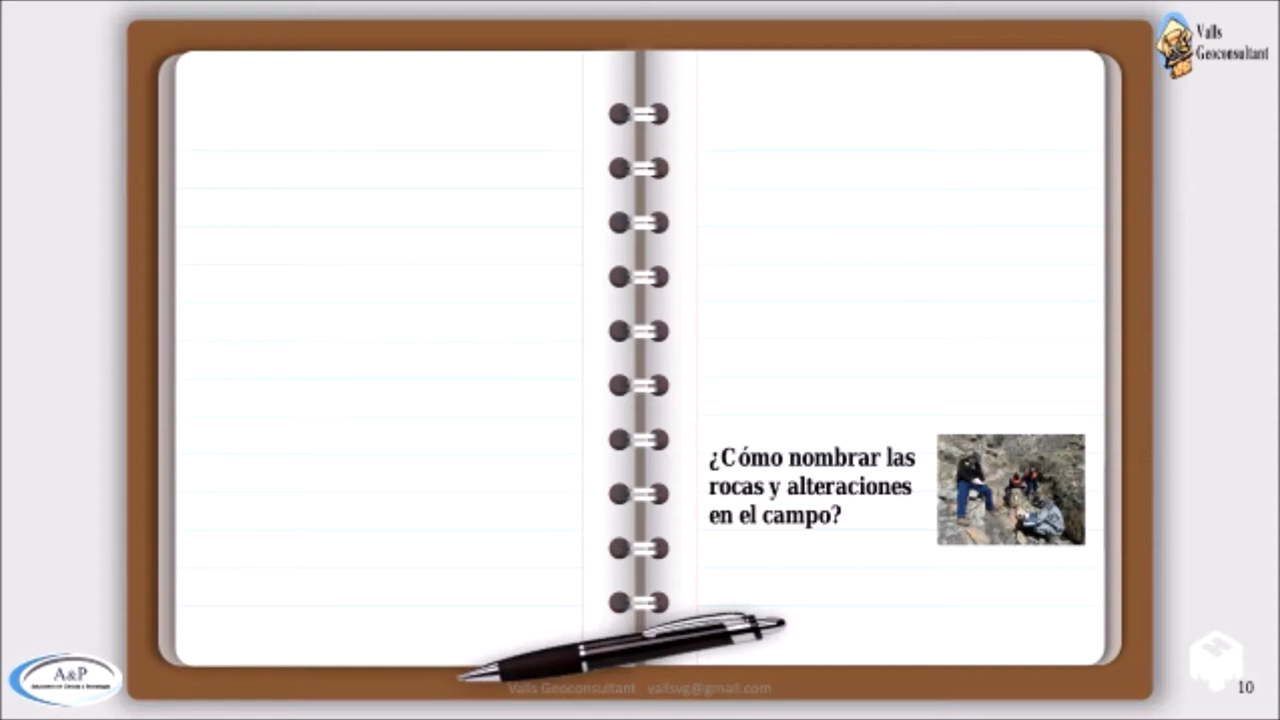 Valls
Geoconsultant
¿Cómo nombrar las
rocas y alteraciones
en el campo?
A&P
Valls Geoconsultant vallsvg@gmail.com
10